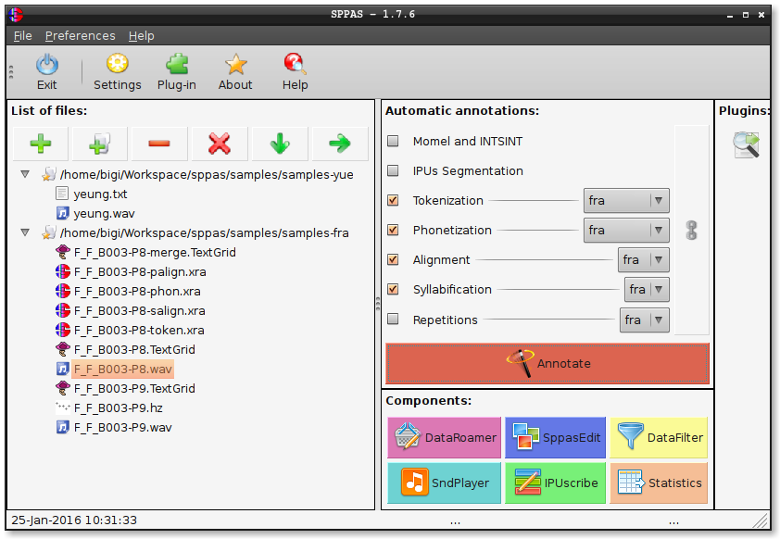 SPPAS - 1.7.6
File Preferences Help
Exit Settings Plug-in About Help
List of files:
/home/bigi/Workspace/sppas/samples/samples-yue
yeung.txt
yeung.wav
/home/bigi/Workspace/sppas/samples/samples-fra
F_F_B003-P8-merge.TextGrid
F_F_B003-P8-palign.xra
F_F_B003-P8-phon.xra
F_F_B003-P8-salign.xra
F_F_B003-P8-token.xra
F_F_B003-P8.TextGrid
F_F_B003-P8.wav
F_F_B003-P9.TextGrid
F_F_B003-P9.hz
F_F_B003-P9.wav
Automatic annotations:
Momel and INTSINT
IPUs Segmentation
Tokenization fra
Phonetization fra
Alignment fra
Syllabification fra
Repetitions fra
Annotate
Components:
DataRoamer SppasEdit DataFilter
SndPlayer IPUscribe Statistics
Plugins:
25-Jan-2016 10:31:33 ... ...